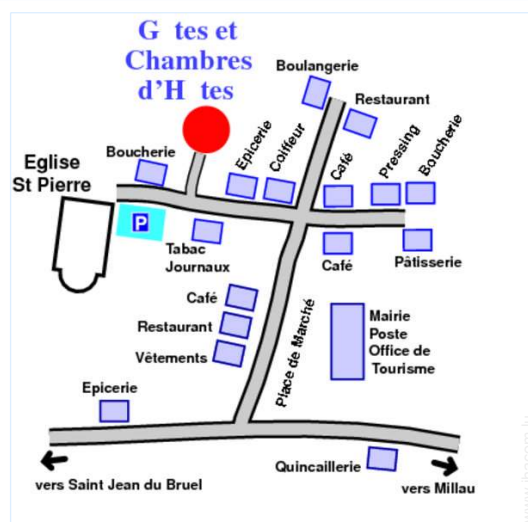 G tes et
Chambres
d'H tes
Boulangerie
Restaurant
Pressing
Boucherie
Epicerie
Coiffeur
Café
Boucherie
Eglise
St Pierre
P
Tabac
Journaux
Café
Pâtisserie
Café
Restaurant
Vêtements
Place de Marché
Mairie
Poste
Office de
Tourisme
Epicerie
Quincaillerie
vers Saint Jean du Bruel
vers Millau